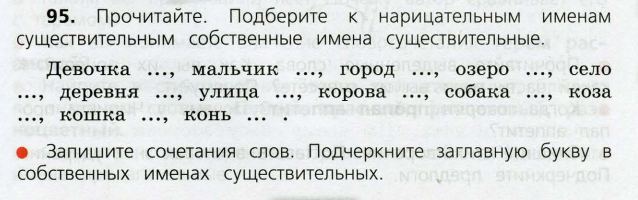 95. Прочитайте. Подберите к нарицательным именам
существительным собственные имена существительные.
Девочка ..., мальчик ..., город ..., озеро ..., село
..., деревня ..., улица ..., корова ..., собака ..., коза
..., кошка ..., конь ... .
● Запишите сочетания слов. Подчеркните заглавную букву в
собственных именах существительных.